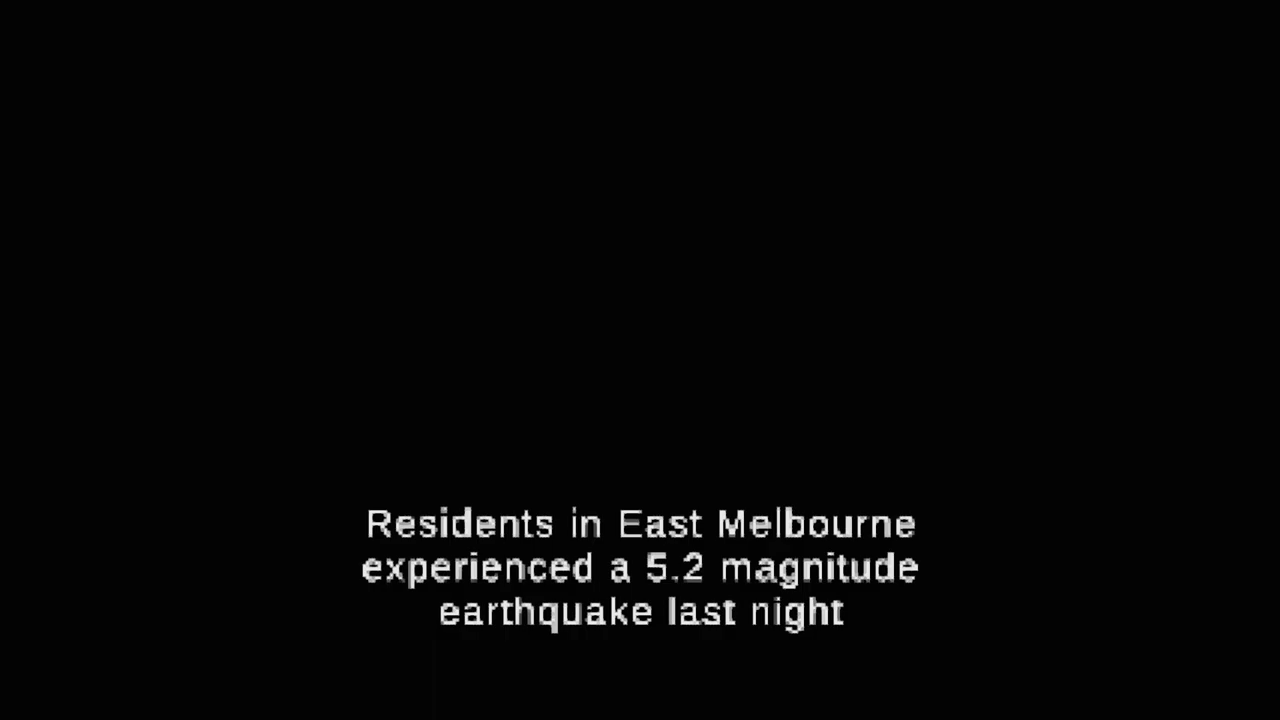 Residents in East Melbourne
experienced a 5.2 magnitude
earthquake last night